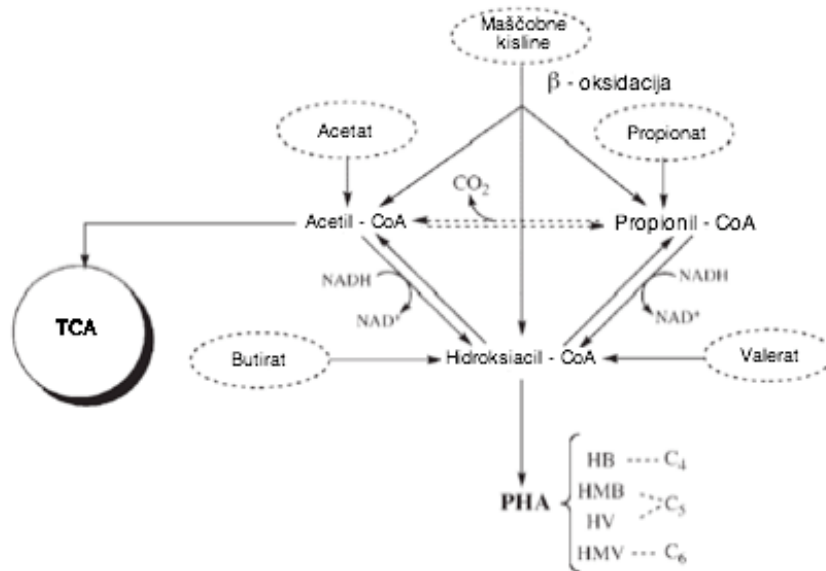 Maščobne
kisline
β - oksidacija
Acetat
Propionat
CO₂
Acetil - CoA
Propionil - CoA
NADH
NAD⁺
NADH
NAD⁺
TCA
Butirat
Hidroksiacil - CoA
Valerat
PHA
HB ---- C₄
HMB
C₅
HV
HMV --- C₆